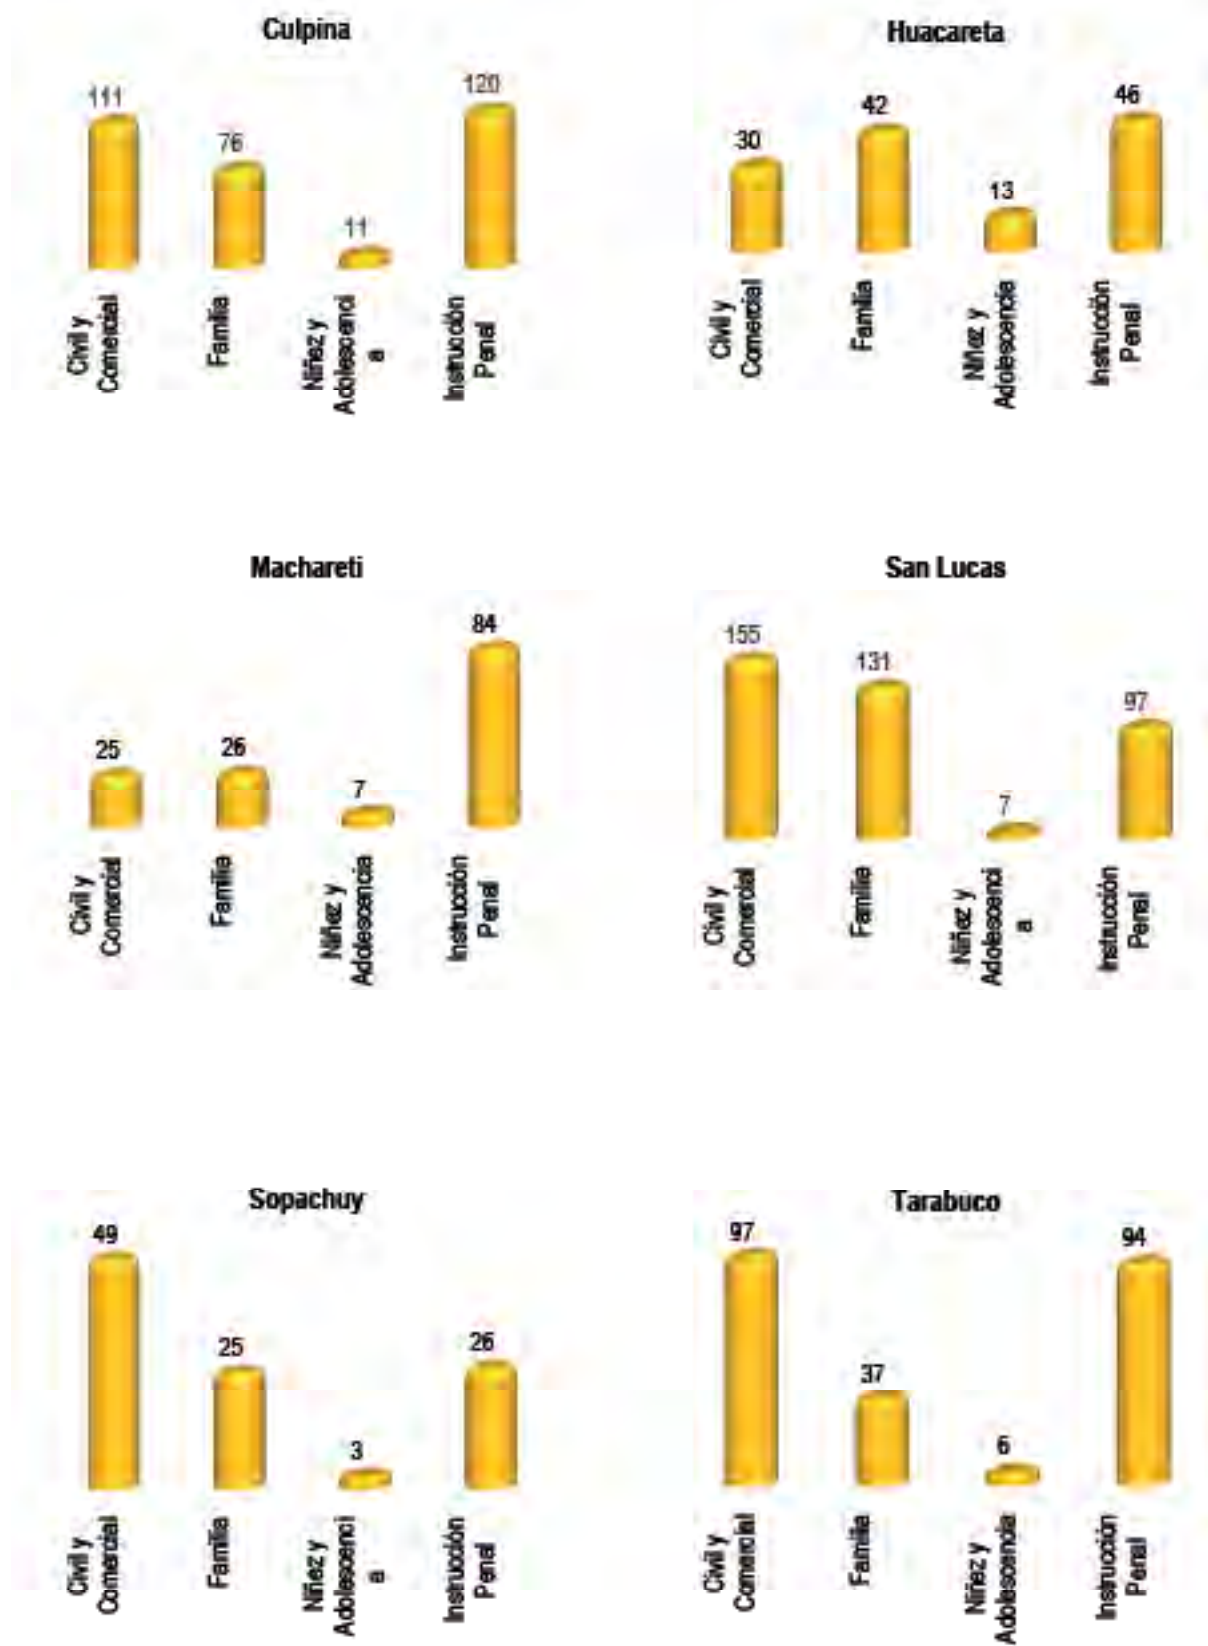 Culpina
111
76
11
120
Civil y
Comercial
Familia
Niñez y
Adolescenci
a
Instrucción
Penal
Huacareta
30
42
13
46
Civil y
Comercial
Familia
Niñez y
Adolescencia
Instrucción
Penal
Machareti
25
26
7
84
Civil y
Comercial
Familia
Niñez y
Adolescencia
Instrucción
Penal
San Lucas
155
131
7
97
Civil y
Comercial
Familia
Niñez y
Adolescenci
a
Instrucción
Penal
Sopachuy
49
25
3
26
Civil y
Comercial
Familia
Niñez y
Adolescenci
a
Instrucción
Penal
Tarabuco
97
37
6
94
Civil y
Comercial
Familia
Niñez y
Adolescencia
Instrucción
Penal